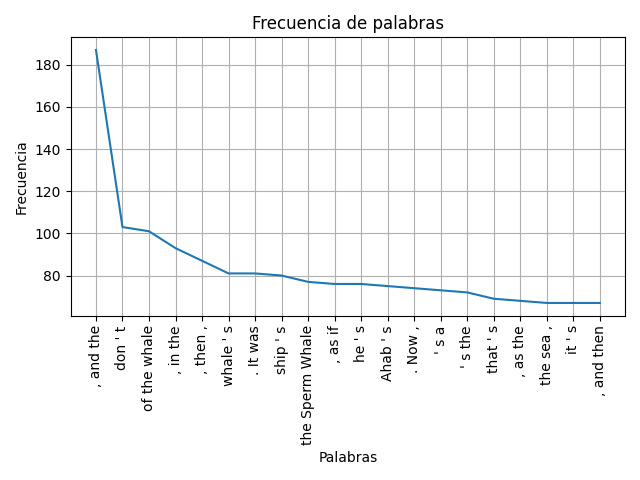 Frecuencia de palabras
180
160
140
120
100
80
Frecuencia
, and the
don ' t
of the whale
, in the
, then ,
whale ' s
. It was
ship ' s
the Sperm Whale
, as if
he ' s
Ahab ' s
. Now ,
' s a
' s the
that ' s
, as the
the sea ,
it ' s
, and then
Palabras